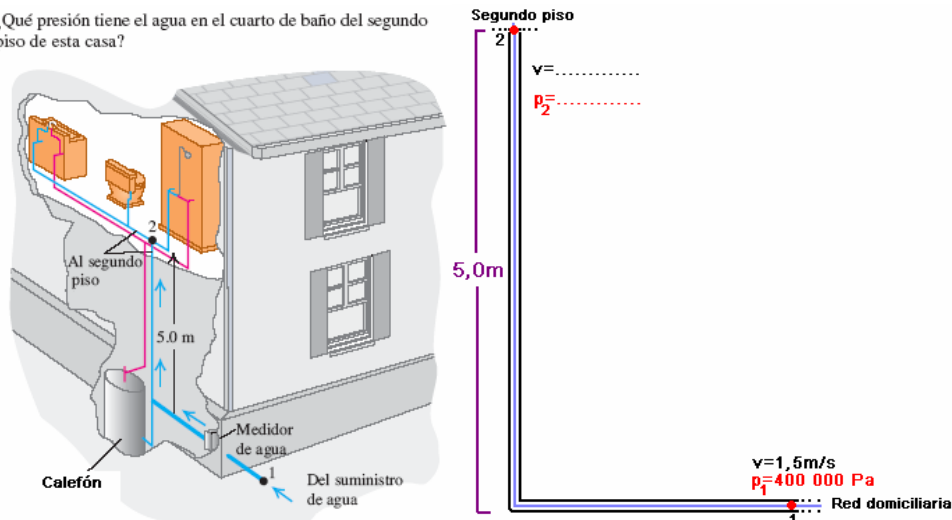 Qué presión tiene el agua en el cuarto de baño del segundo
piso de esta casa?
2
Al segundo
piso
5.0 m
Medidor
de agua
1
Calefón
Del suministro
de agua
Segundo piso
2
v=............
p2=............
5,0m
v=1,5m/s
p1=400 000 Pa
Red domiciliaria
1